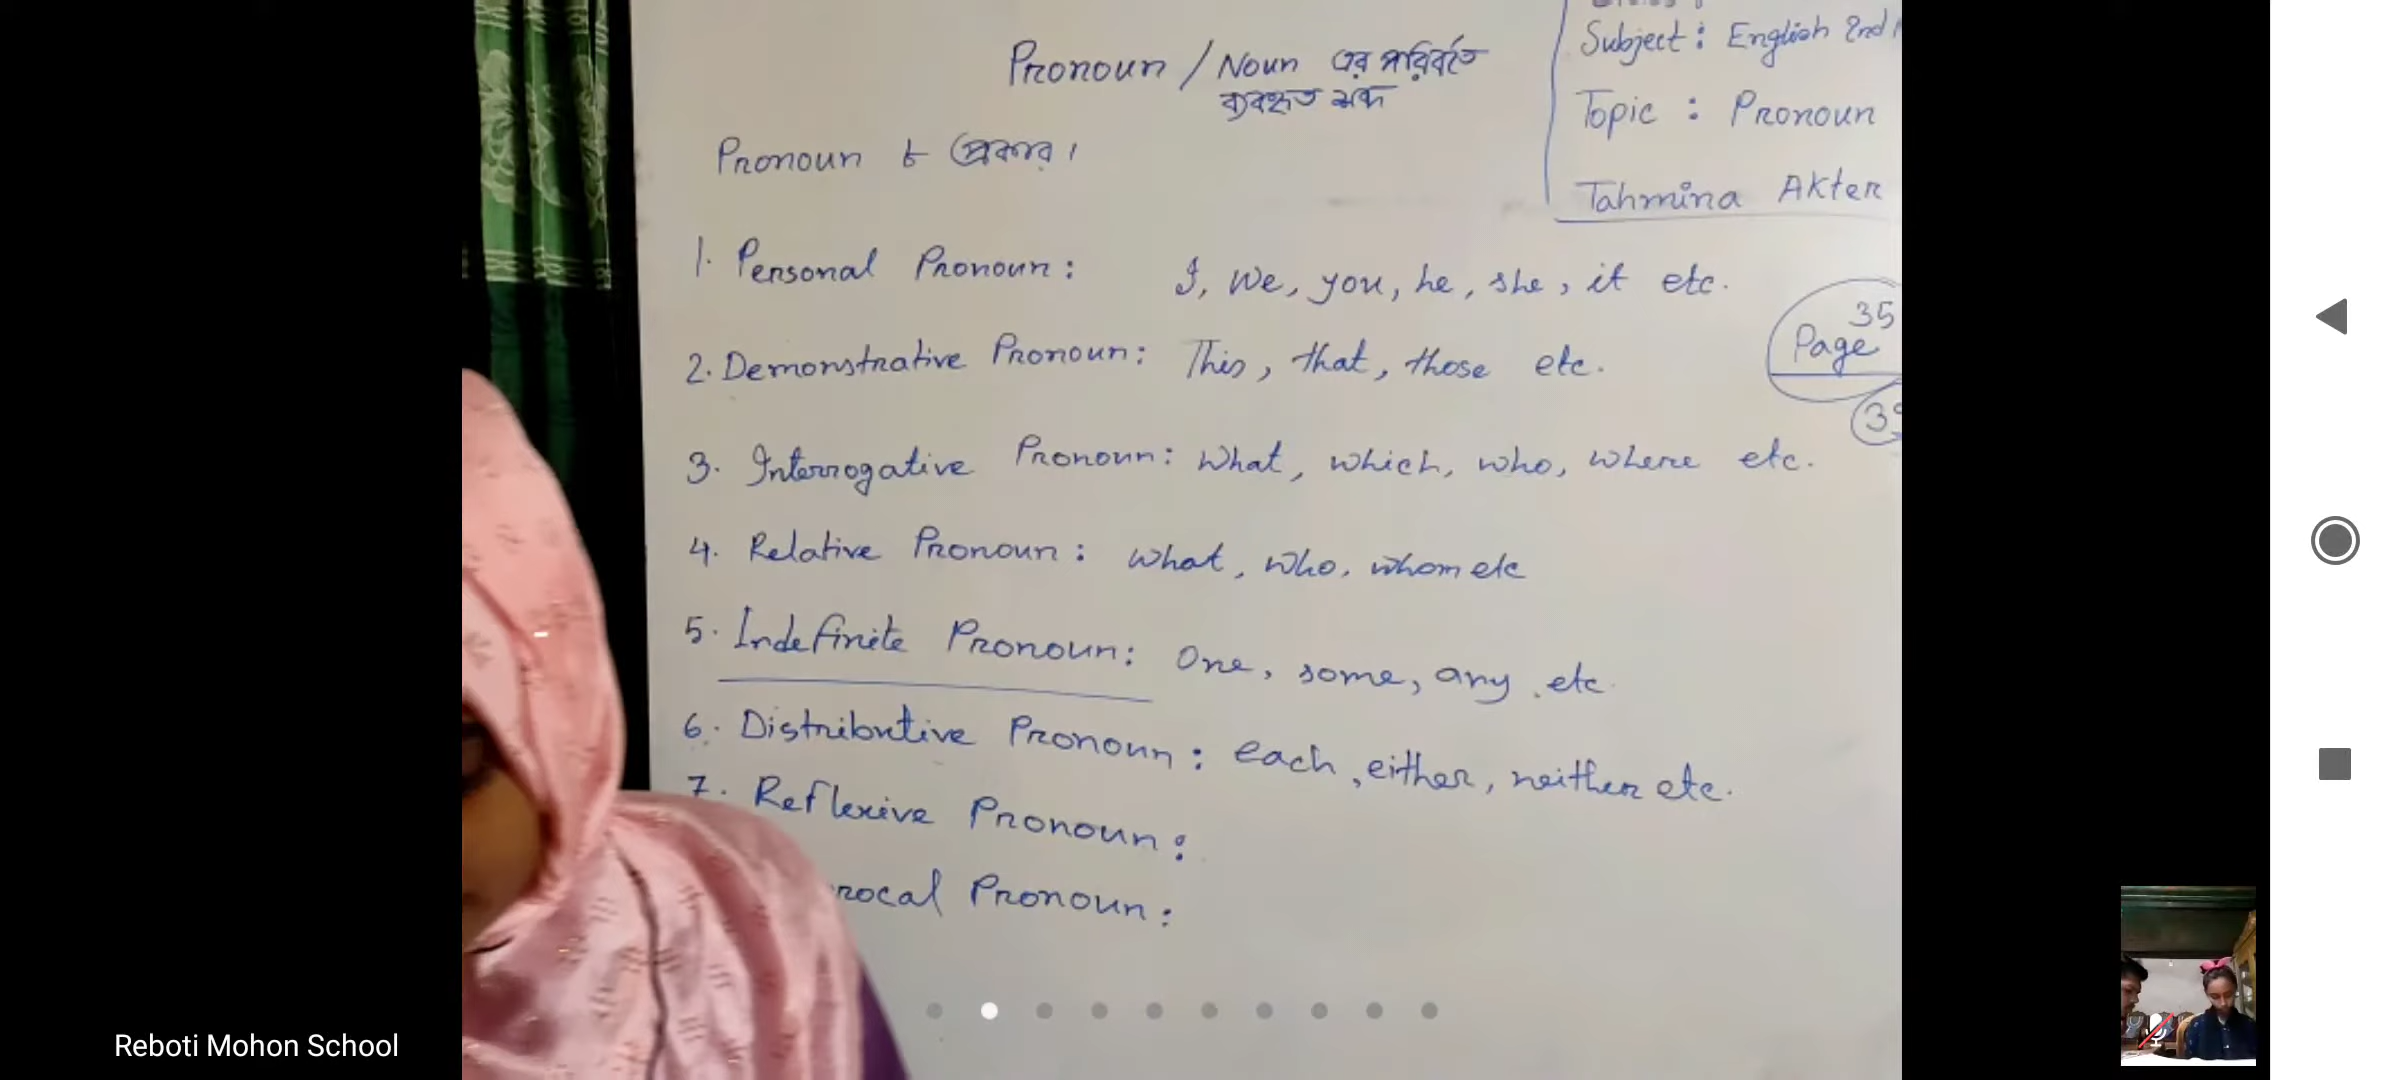 Pronoun / Noun এর পরিবর্তে
ব্যবহৃত শব্দ
Pronoun ৮ প্রকার।
Subject: English 2nd
Topic : Pronoun
Tahmina Akter
1. Personal Pronoun: I, we, you, he, she, it etc.
35
Page
2. Demonstrative Pronoun: This, that, those etc.
3. Interrogative Pronoun: What, which, who, where etc.
4. Relative Pronoun: what, who, whom etc
5. Indefinite Pronoun: One, some, any etc
6. Distributive Pronoun: each, either, neither etc.
7. Reflexive Pronoun:
rocal Pronoun:
Reboti Mohon School